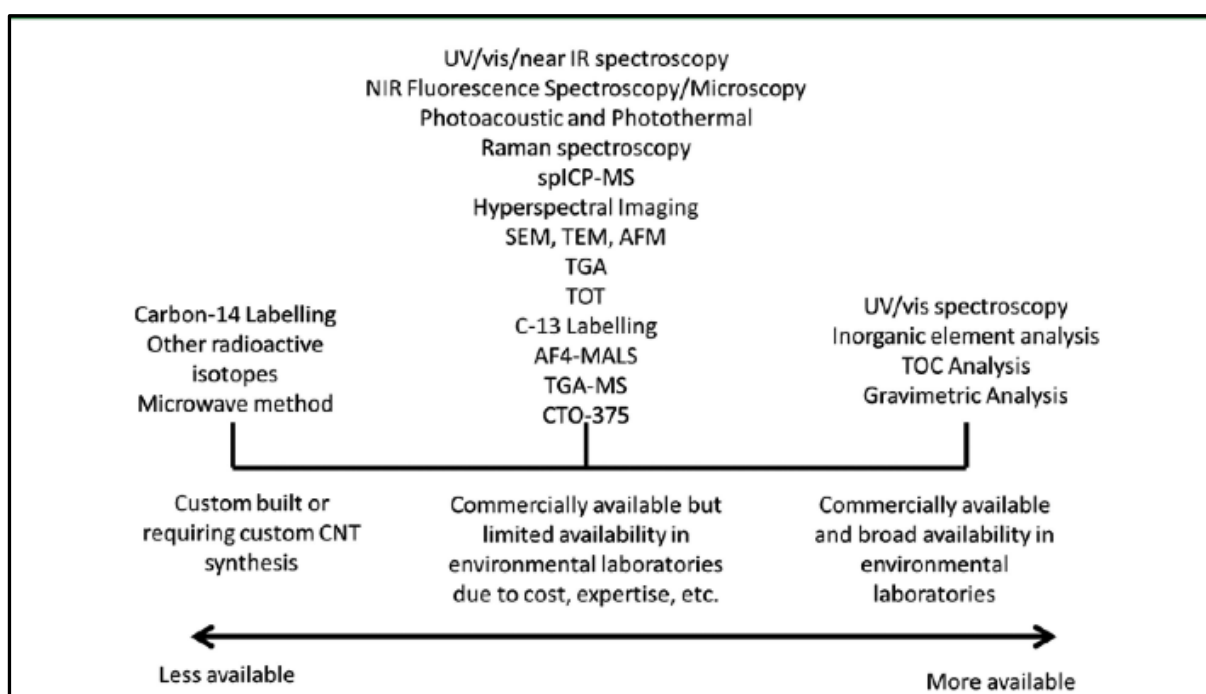 UV/vis/near IR spectroscopy
NIR Fluorescence Spectroscopy/Microscopy
Photoacoustic and Photothermal
Raman spectroscopy
spICP-MS
Hyperspectral Imaging
SEM, TEM, AFM
TGA
TOT
C-13 Labelling
AF4-MALS
TGA-MS
CTO-375
Carbon-14 Labelling
Other radioactive
isotopes
Microwave method
UV/vis spectroscopy
Inorganic element analysis
TOC Analysis
Gravimetric Analysis
Custom built or
requiring custom CNT
synthesis
Commercially available but
limited availability in
environmental laboratories
due to cost, expertise, etc.
Commercially available
and broad availability in
environmental
laboratories
Less available
More available